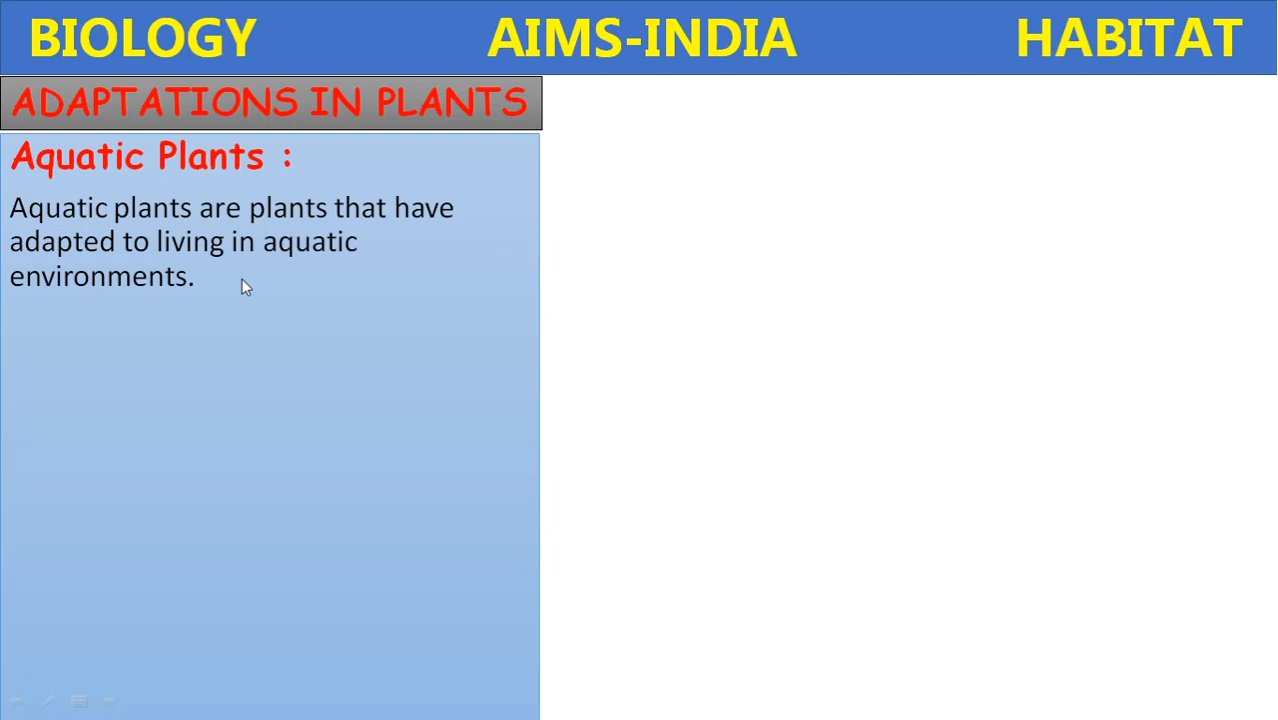 BIOLOGY AIMS-INDIA HABITAT
ADAPTATIONS IN PLANTS
Aquatic Plants :
Aquatic plants are plants that have
adapted to living in aquatic
environments.